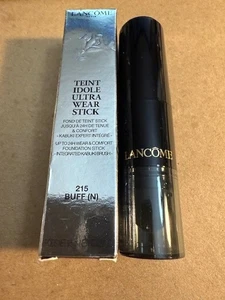 LANCÔME
TEINT
IDOLE
ULTRA
WEAR
STICK
FOND DE TEINT STICK
JUSQU'À 24H DE TENUE
& CONFORT
- KABUKI EXPERT INTÉGRÉ -
UP TO 24H WEAR & COMFORT
FOUNDATION STICK
- INTEGRATED KABUKI BRUSH -
215
BUFF (N)
LANCÔME